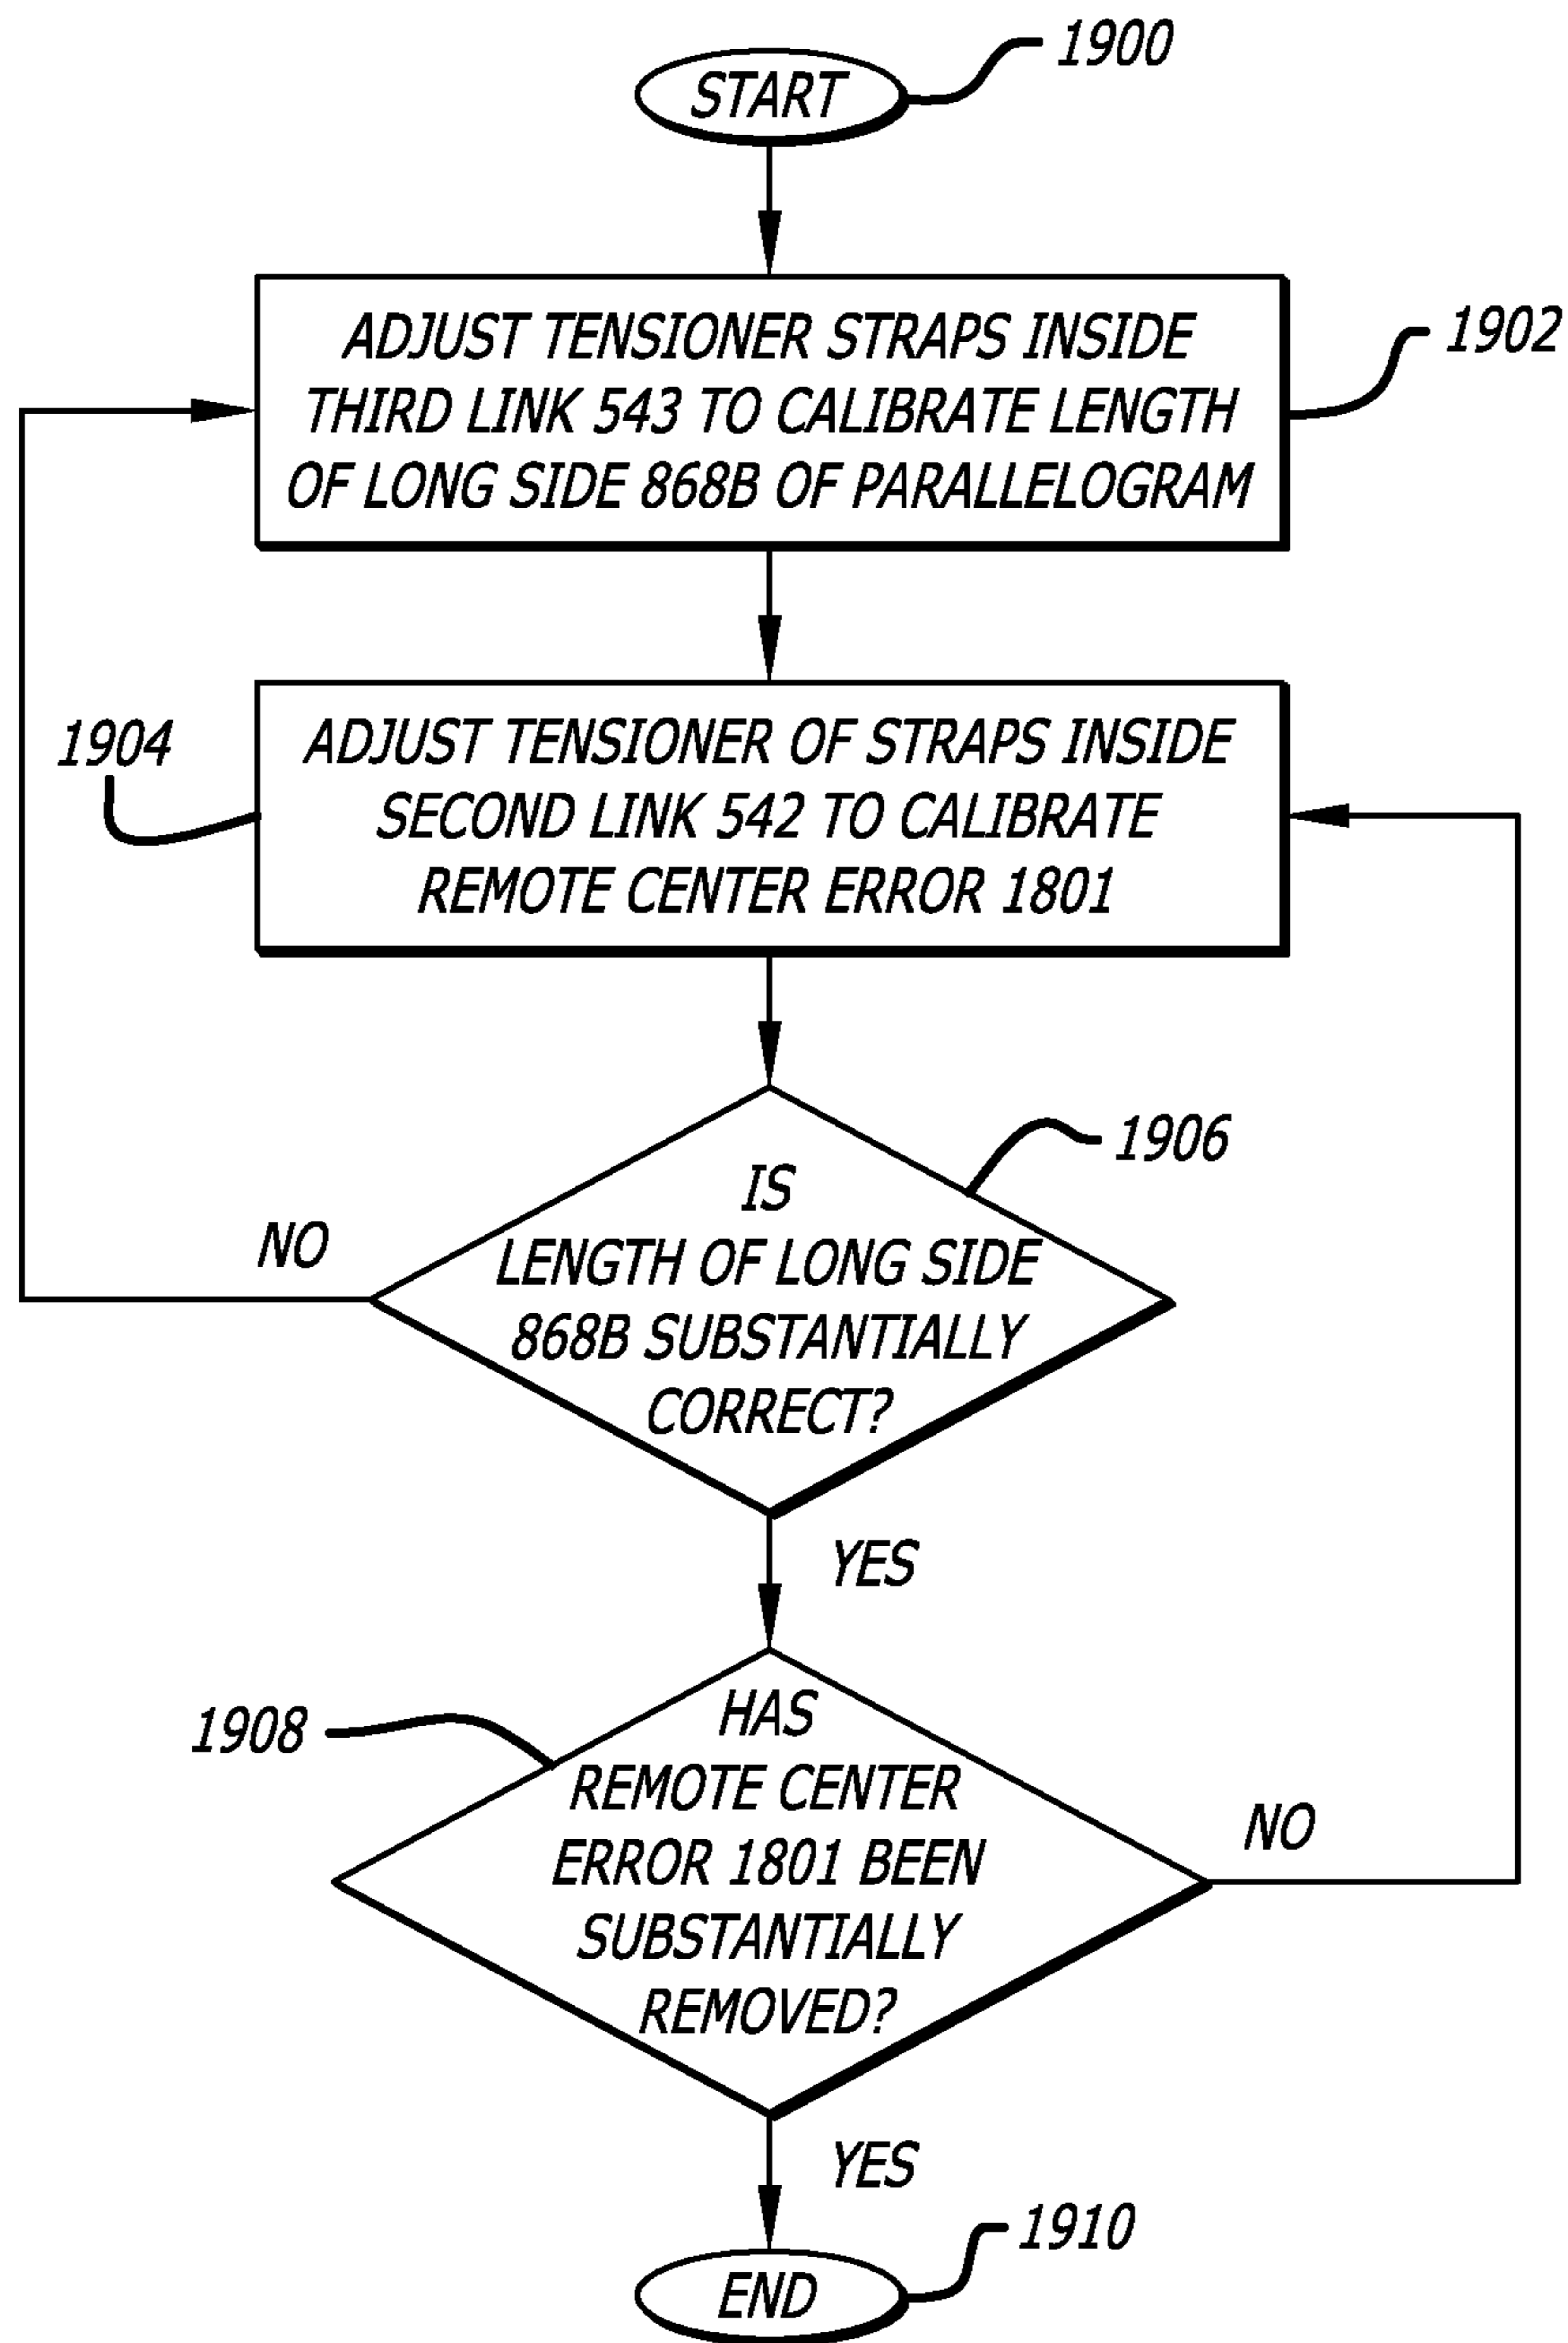 START
1900
ADJUST TENSIONER STRAPS INSIDE
THIRD LINK 543 TO CALIBRATE LENGTH
OF LONG SIDE 868B OF PARALLELOGRAM
1902
1904
ADJUST TENSIONER OF STRAPS INSIDE
SECOND LINK 542 TO CALIBRATE
REMOTE CENTER ERROR 1801
1906
IS
LENGTH OF LONG SIDE
868B SUBSTANTIALLY
CORRECT?
NO
YES
1908
HAS
REMOTE CENTER
ERROR 1801 BEEN
SUBSTANTIALLY
REMOVED?
NO
YES
1910
END